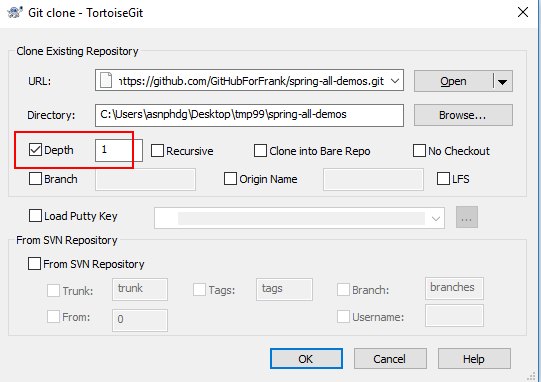 Git clone - TortoiseGit
Clone Existing Repository
URL: https://github.com/GitHubForFrank/spring-all-demos.git Open
Directory: C:\Users\asnphdg\Desktop\tmp99\spring-all-demos Browse...
Depth 1 Recursive Clone into Bare Repo No Checkout
Branch Origin Name LFS
Load Putty Key ...
From SVN Repository
From SVN Repository
Trunk: trunk Tags: tags Branch: branches
From: 0 Username:
OK Cancel Help